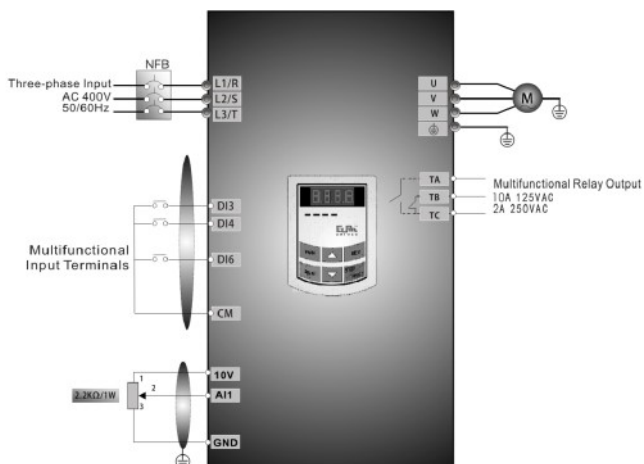 NFB
Three-phase Input
AC 400V
50/60Hz
L1/R
L2/S
L3/T
U
V
W
M
TA
TB
TC
Multifunctional Relay Output
10A 125VAC
2A 250VAC
DI3
DI4
DI6
CM
Multifunctional
Input Terminals
10V
AI1
GND
1
2
3
2.2KΩ/1W